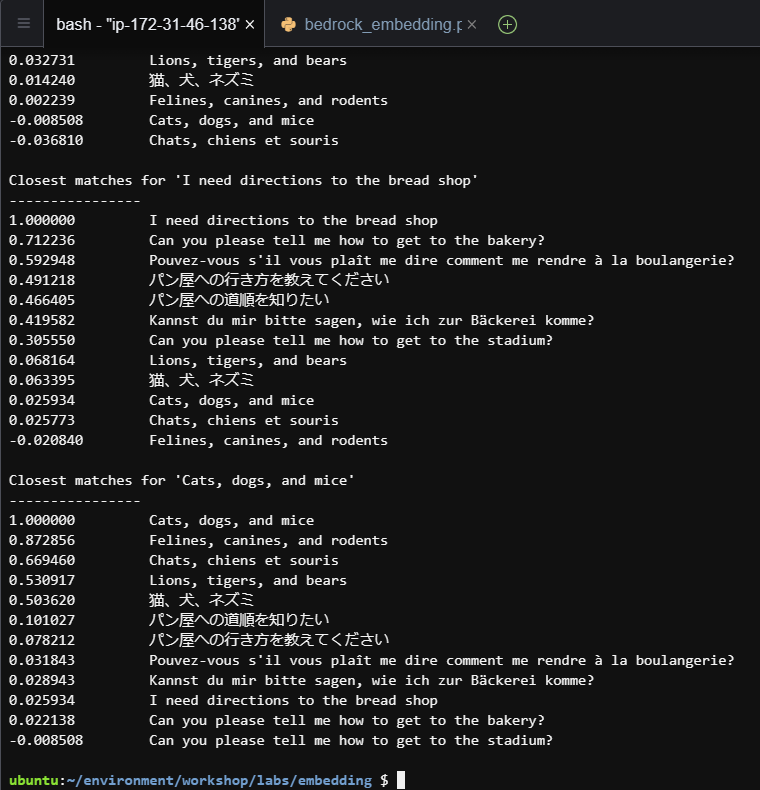 bash - "ip-172-31-46-138" ×
bedrock_embedding.p ×
0.032731 Lions, tigers, and bears
0.014240 猫、犬、ネズミ
0.002239 Felines, canines, and rodents
-0.008508 Cats, dogs, and mice
-0.036810 Chats, chiens et souris
Closest matches for 'I need directions to the bread shop'
----------------
1.000000 I need directions to the bread shop
0.712236 Can you please tell me how to get to the bakery?
0.592948 Pouvez-vous s'il vous plaît me dire comment me rendre à la boulangerie?
0.491218 パン屋への行き方を教えてください
0.466405 パン屋への道順を知りたい
0.419582 Kannst du mir bitte sagen, wie ich zur Bäckerei komme?
0.305550 Can you please tell me how to get to the stadium?
0.068164 Lions, tigers, and bears
0.063395 猫、犬、ネズミ
0.025934 Cats, dogs, and mice
0.025773 Chats, chiens et souris
-0.020840 Felines, canines, and rodents
Closest matches for 'Cats, dogs, and mice'
----------------
1.000000 Cats, dogs, and mice
0.872856 Felines, canines, and rodents
0.669460 Chats, chiens et souris
0.530917 Lions, tigers, and bears
0.503620 猫、犬、ネズミ
0.101027 パン屋への道順を知りたい
0.078212 パン屋への行き方を教えてください
0.031843 Pouvez-vous s'il vous plaît me dire comment me rendre à la boulangerie?
0.028943 Kannst du mir bitte sagen, wie ich zur Bäckerei komme?
0.025934 I need directions to the bread shop
0.022138 Can you please tell me how to get to the bakery?
-0.008508 Can you please tell me how to get to the stadium?
ubuntu:~/environment/workshop/labs/embedding $